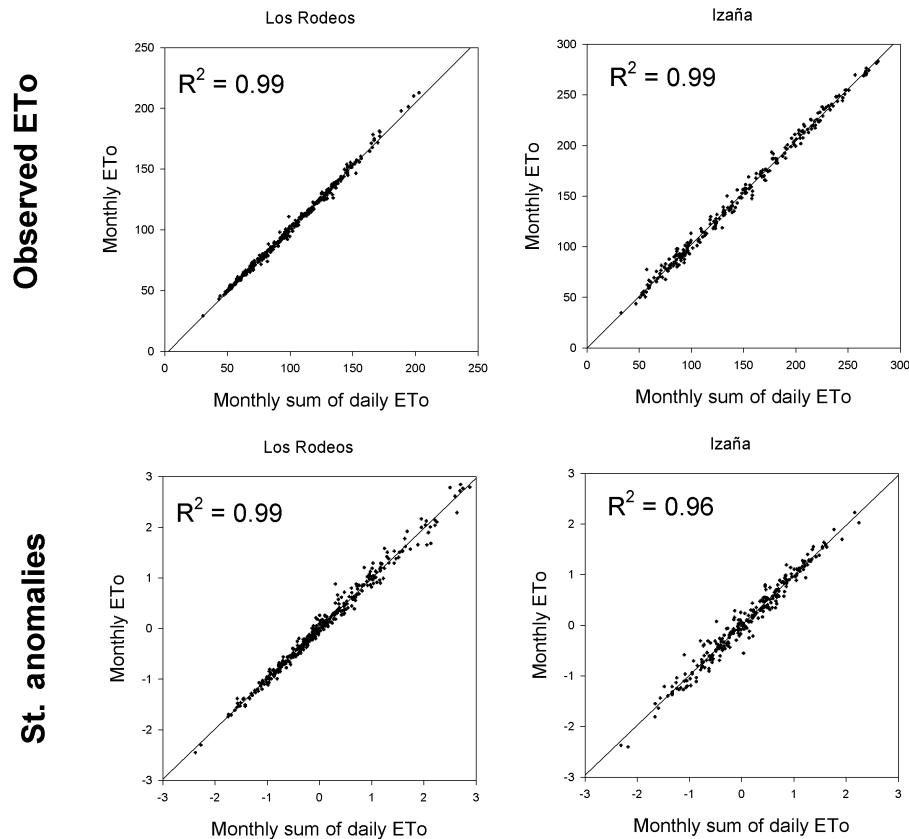 Los Rodeos
Izaña
Observed ETo
Monthly ETo
250
200
150
100
50
0
R² = 0.99
0 50 100 150 200 250
Monthly sum of daily ETo
Monthly ETo
300
250
200
150
100
50
0
R² = 0.99
0 50 100 150 200 250 300
Monthly sum of daily ETo
Los Rodeos
Izaña
St. anomalies
Monthly ETo
3
2
1
0
-1
-2
-3
R² = 0.99
-3 -2 -1 0 1 2 3
Monthly sum of daily ETo
Monthly ETo
3
2
1
0
-1
-2
-3
R² = 0.96
-3 -2 -1 0 1 2 3
Monthly sum of daily ETo